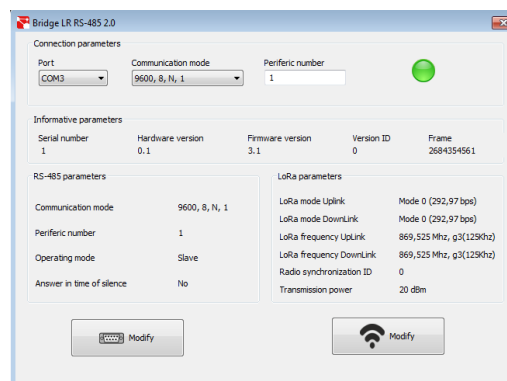 Bridge LR RS-485 2.0
Connection parameters
Port Communication mode Periferic number
COM3 9600, 8, N, 1 1
Informative parameters
Serial number Hardware version Firmware version Version ID Frame
1 0.1 3.1 0 2684354561
RS-485 parameters
Communication mode 9600, 8, N, 1
Periferic number 1
Operating mode Slave
Answer in time of silence No
Modify
LoRa parameters
LoRa mode Uplink Mode 0 (292,97 bps)
LoRa mode DownLink Mode 0 (292,97 bps)
LoRa frequency UpLink 869,525 Mhz, g3(125Khz)
LoRa frequency DownLink 869,525 Mhz, g3(125Khz)
Radio synchronization ID 0
Transmission power 20 dBm
Modify